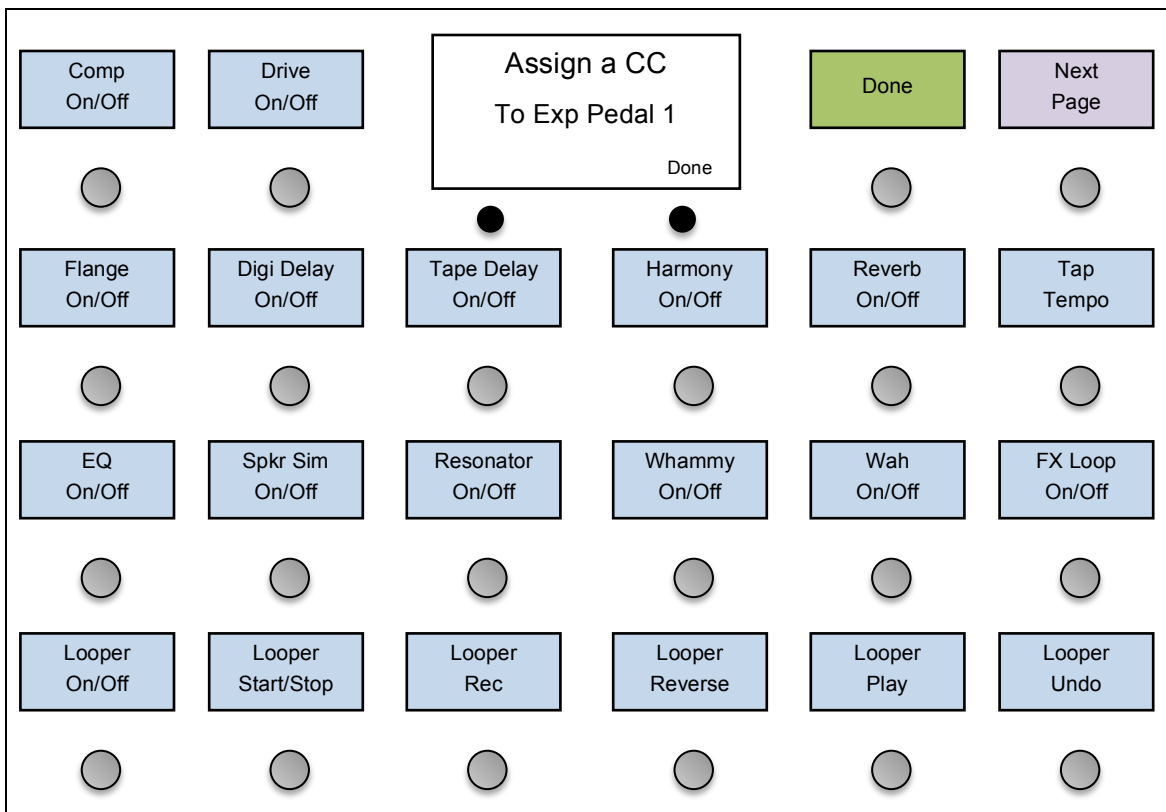 Comp
On/Off
Drive
On/Off
Assign a CC
To Exp Pedal 1
Done
Done
Next
Page
Flange
On/Off
Digi Delay
On/Off
Tape Delay
On/Off
Harmony
On/Off
Reverb
On/Off
Tap
Tempo
EQ
On/Off
Spkr Sim
On/Off
Resonator
On/Off
Whammy
On/Off
Wah
On/Off
FX Loop
On/Off
Looper
On/Off
Looper
Start/Stop
Looper
Rec
Looper
Reverse
Looper
Play
Looper
Undo